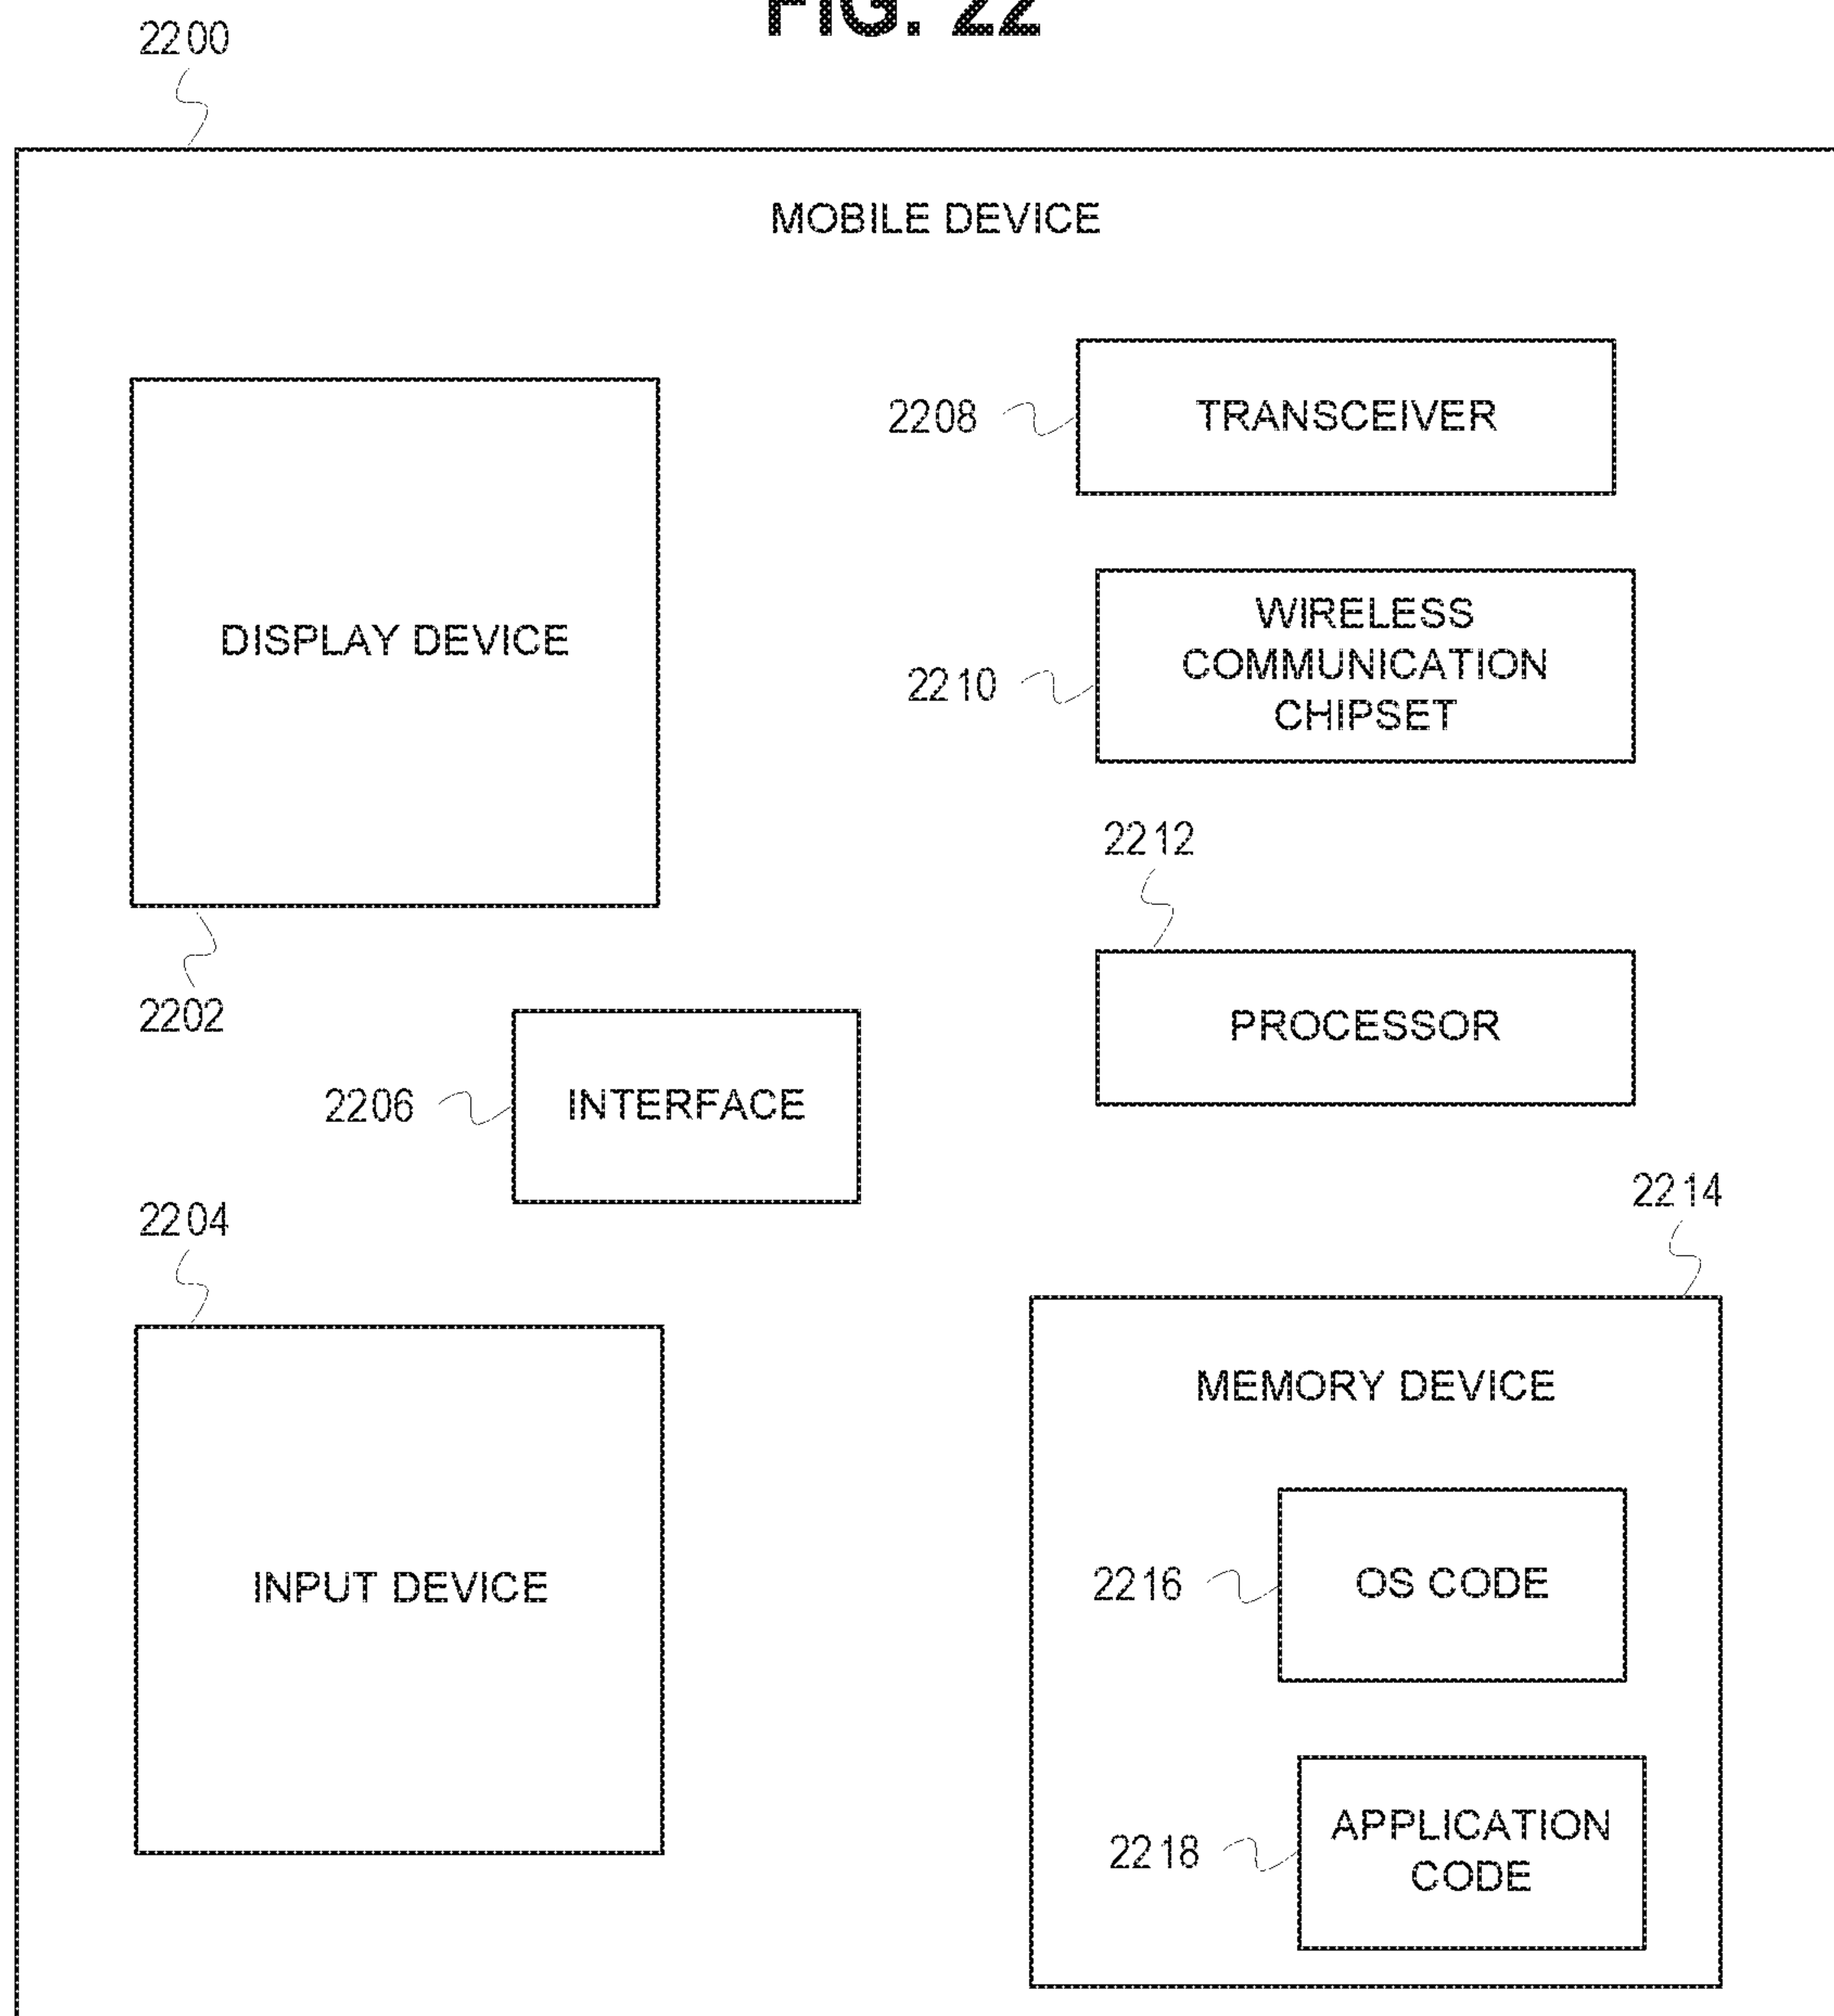 FIG. 22
2200
MOBILE DEVICE
2208
TRANSCEIVER
DISPLAY DEVICE
2210
WIRELESS
COMMUNICATION
CHIPSET
2212
2202
PROCESSOR
2206
INTERFACE
2204
2214
MEMORY DEVICE
INPUT DEVICE
2216
OS CODE
2218
APPLICATION
CODE